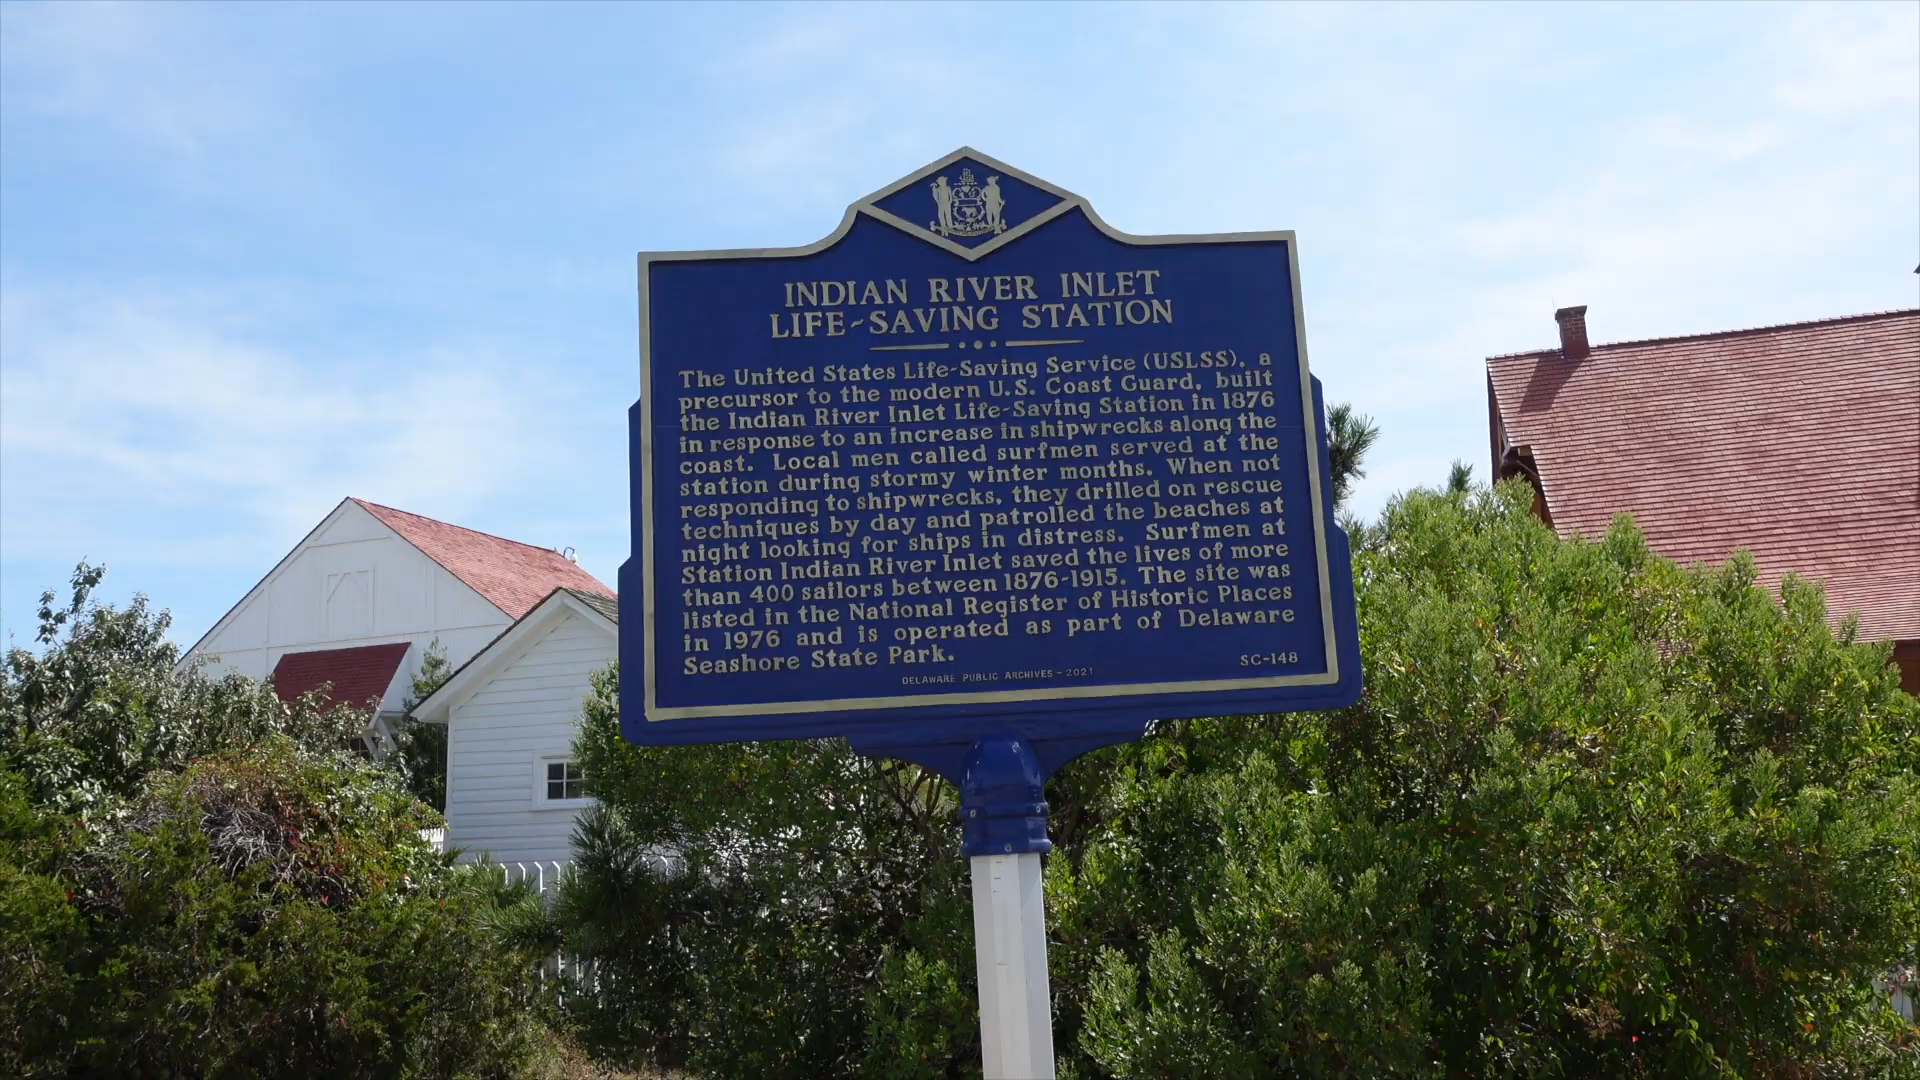 INDIAN RIVER INLET
LIFE-SAVING STATION
The United States Life-Saving Service (USLSS), a
precursor to the modern U.S. Coast Guard, built
the Indian River Inlet Life-Saving Station in 1876
in response to an increase in shipwrecks along the
coast. Local men called surfmen served at the
station during stormy winter months. When not
responding to shipwrecks, they drilled on rescue
techniques by day and patrolled the beaches at
night looking for ships in distress. Surfmen at
Station Indian River Inlet saved the lives of more
than 400 sailors between 1876-1915. The site was
listed in the National Register of Historic Places
in 1976 and is operated as part of Delaware
Seashore State Park.
DELAWARE PUBLIC ARCHIVES - 2021
SC-148